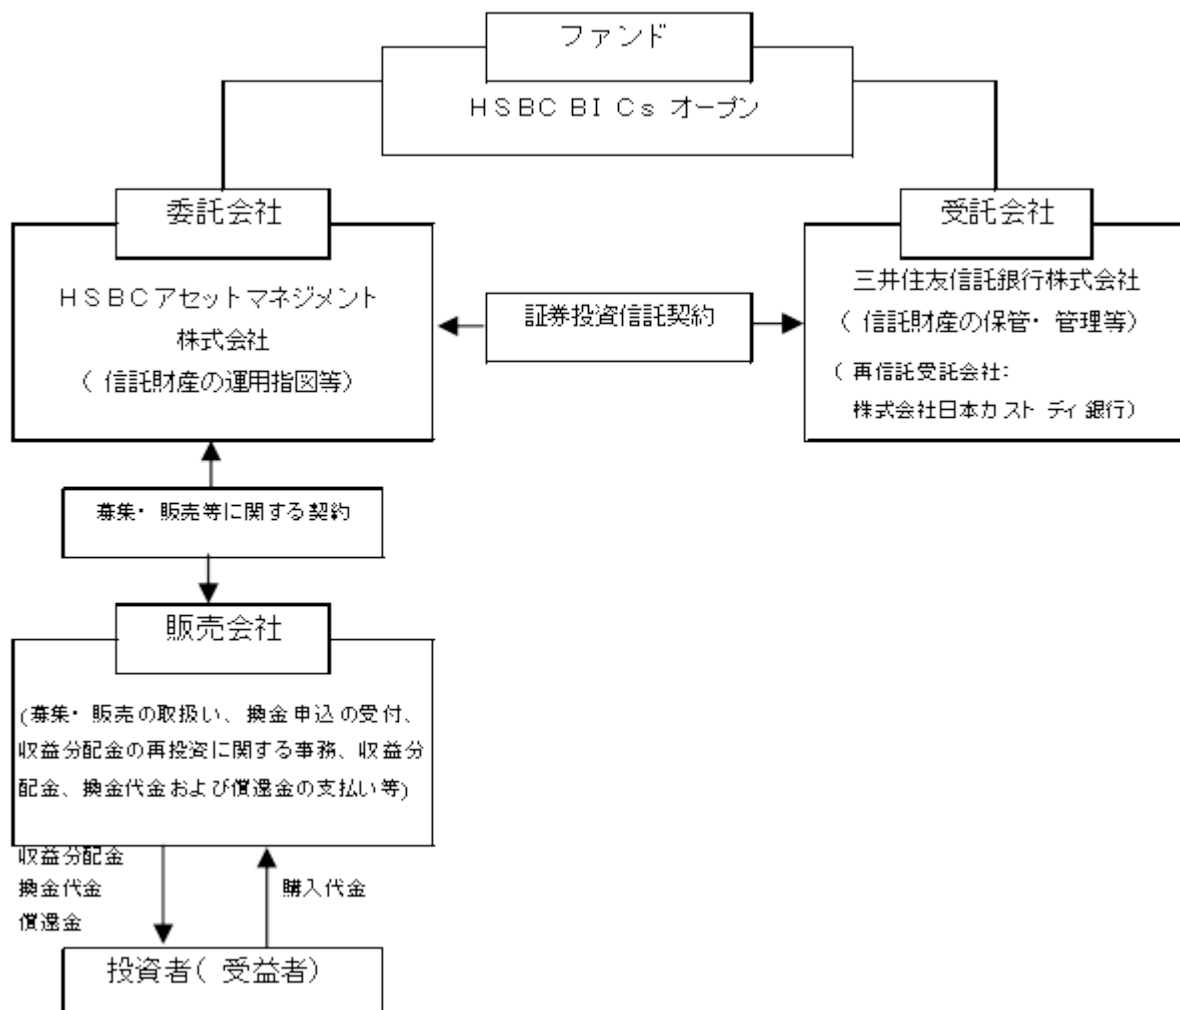 ファンド
ＨＳＢＣ ＢＩＣｓ オープン
委託会社
ＨＳＢＣアセットマネジメント
株式会社
（信託財産の運用指図等）
証券投資信託契約
受託会社
三井住友信託銀行株式会社
（信託財産の保管・管理等）
（再信託受託会社：
株式会社日本カストディ銀行）
募集・販売等に関する契約
販売会社
(募集・販売の取扱い、換金申込の受付、
収益分配金の再投資に関する事務、収益分
配金、換金代金および償還金の支払い等)
収益分配金
換金代金
償還金
購入代金
投資者（受益者）